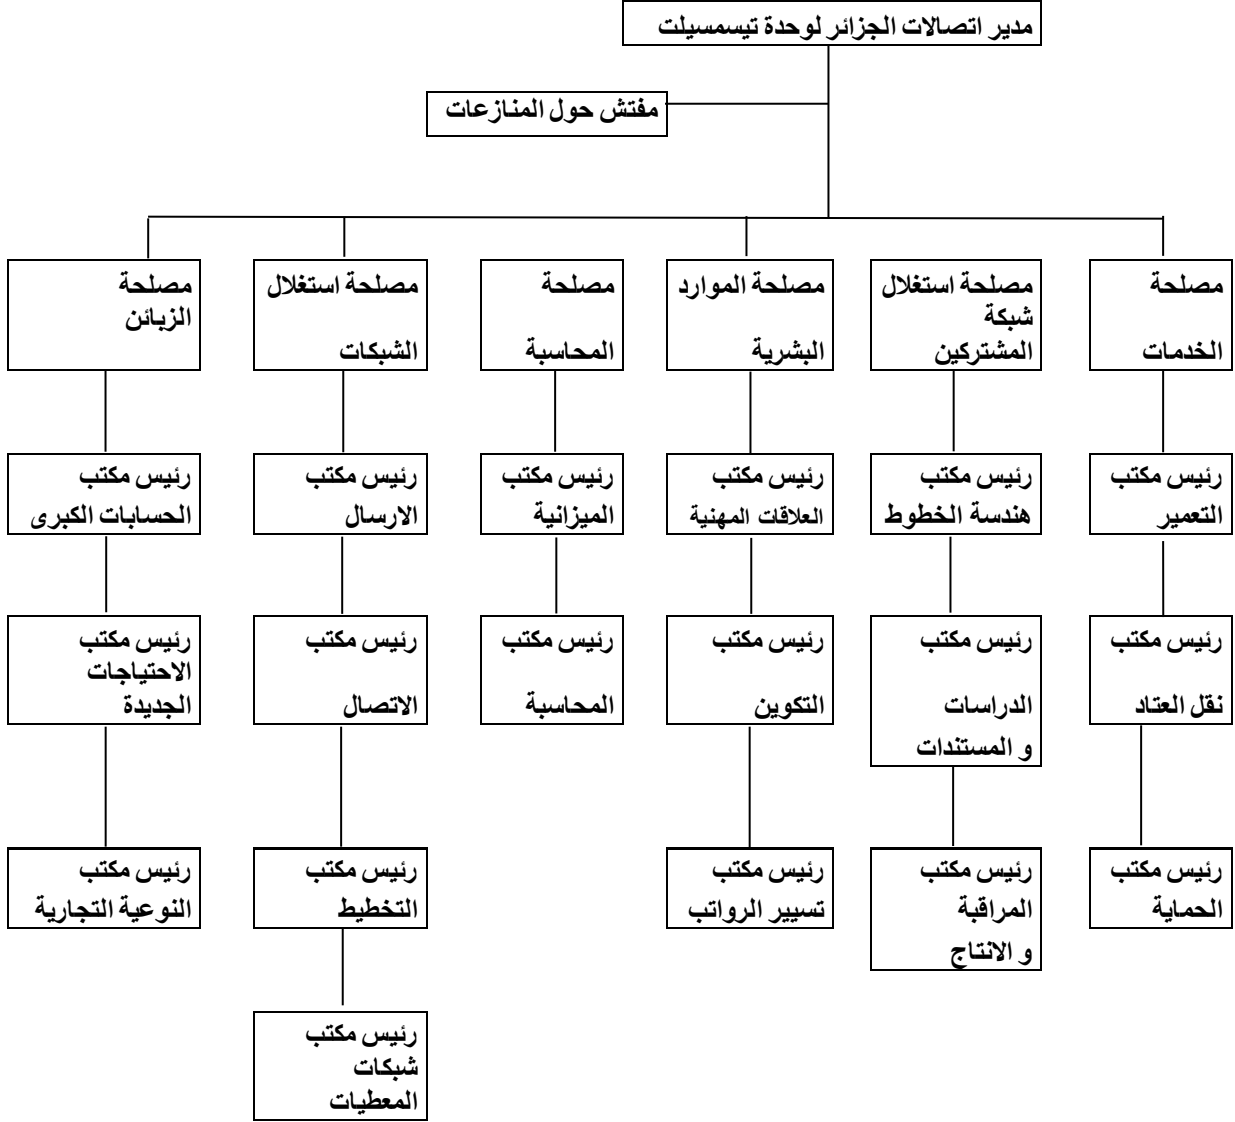 مدير اتصالات الجزائر لوحدة تيسمسيلت
مفتش حول المنازعات
مصلحة
الخدمات
مصلحة استغلال
شبكة
المشتركين
مصلحة الموارد
البشرية
مصلحة
المحاسبة
مصلحة استغلال
الشبكات
مصلحة
الزبائن
رئيس مكتب
التعمير
رئيس مكتب
هندسة الخطوط
رئيس مكتب
العلاقات المهنية
رئيس مكتب
الميزانية
رئيس مكتب
الارسال
رئيس مكتب
الحسابات الكبرى
رئيس مكتب
نقل العتاد
رئيس مكتب
الدراسات
و المستندات
رئيس مكتب
التكوين
رئيس مكتب
المحاسبة
رئيس مكتب
الاتصال
رئيس مكتب
الاحتياجات
الجديدة
رئيس مكتب
الحماية
رئيس مكتب
المراقبة
و الانتاج
رئيس مكتب
تسيير الرواتب
رئيس مكتب
التخطيط
رئيس مكتب
النوعية التجارية
رئيس مكتب
شبكات
المعطيات